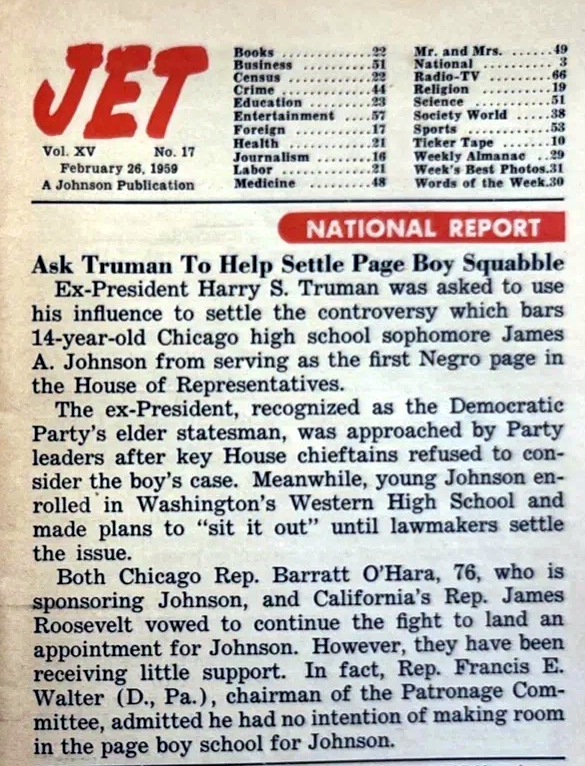 JET
Vol. XV No. 17
February 26, 1959
A Johnson Publication
Books ..............22
Business ...........51
Census .............22
Crime ..............44
Education ..........23
Entertainment ......57
Foreign ............17
Health .............21
Journalism .........16
Labor ..............21
Medicine ...........48
Mr. and Mrs. ......49
National ...........3
Radio-TV ..........66
Religion ..........19
Science ...........51
Society World .....38
Sports ............53
Ticker Tape .......10
Weekly Almanac ..29
Week's Best Photos.31
Words of the Week.30
NATIONAL REPORT
Ask Truman To Help Settle Page Boy Squabble
Ex-President Harry S. Truman was asked to use
his influence to settle the controversy which bars
14-year-old Chicago high school sophomore James
A. Johnson from serving as the first Negro page in
the House of Representatives.
The ex-President, recognized as the Democratic
Party's elder statesman, was approached by Party
leaders after key House chieftains refused to con-
sider the boy's case. Meanwhile, young Johnson en-
rolled in Washington's Western High School and
made plans to "sit it out" until lawmakers settle
the issue.
Both Chicago Rep. Barratt O'Hara, 76, who is
sponsoring Johnson, and California's Rep. James
Roosevelt vowed to continue the fight to land an
appointment for Johnson. However, they have been
receiving little support. In fact, Rep. Francis E.
Walter (D., Pa.), chairman of the Patronage Com-
mittee, admitted he had no intention of making room
in the page boy school for Johnson.